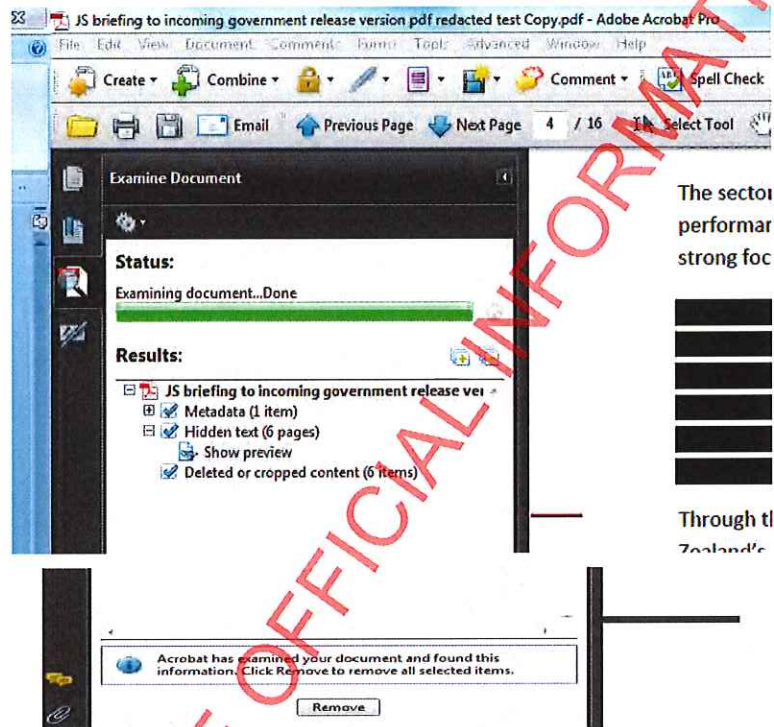 JS briefing to incoming government release version pdf redacted test Copy.pdf - Adobe Acrobat Pro
File Edit View Document Comments Forms Tools Advanced Window Help
Create Combine Comment Spell Check
Email Previous Page Next Page 4 / 16 Select Tool
Examine Document
Status:
Examining document...Done
Results:
JS briefing to incoming government release ver
Metadata (1 item)
Hidden text (6 pages)
Show preview
Deleted or cropped content (6 items)
Acrobat has examined your document and found this
information. Click Remove to remove all selected items.
Remove
The sector
performan
strong foc
Through th
Zealand's
OFFICIAL INFORMATI